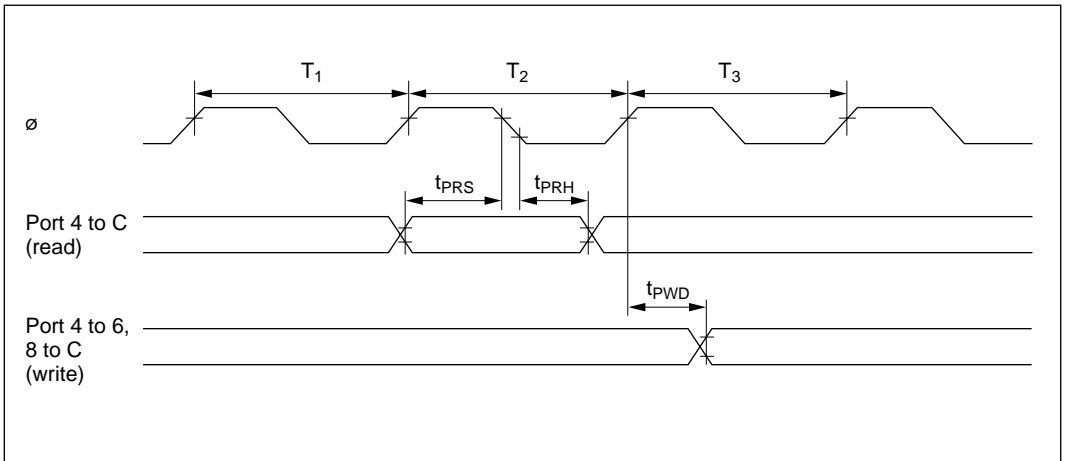 T1 T2 T3
ø
tPRS tPRH
Port 4 to C
(read)
tPWD
Port 4 to 6,
8 to C
(write)